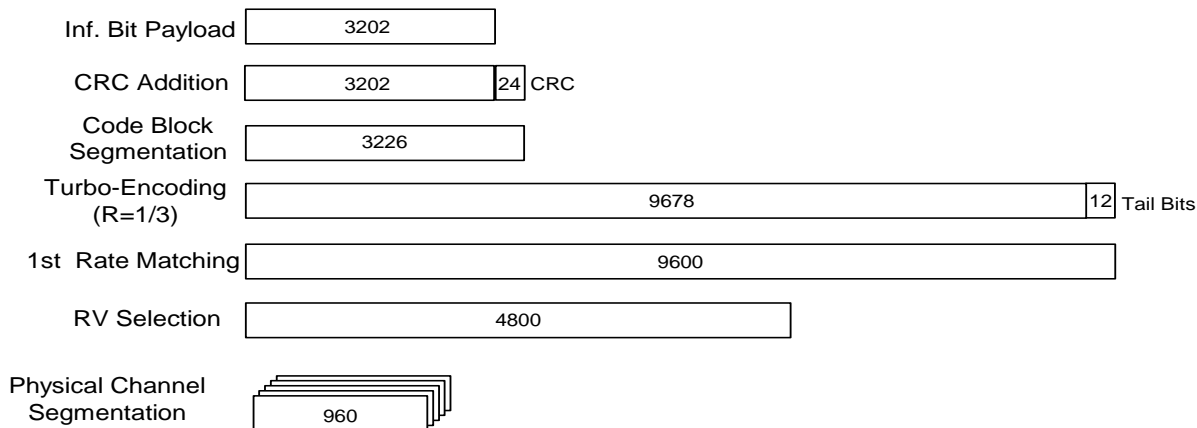 Inf. Bit Payload 3202
CRC Addition 3202 24 CRC
Code Block
Segmentation 3226
Turbo-Encoding
(R=1/3) 9678 12 Tail Bits
1st Rate Matching 9600
RV Selection 4800
Physical Channel
Segmentation 960